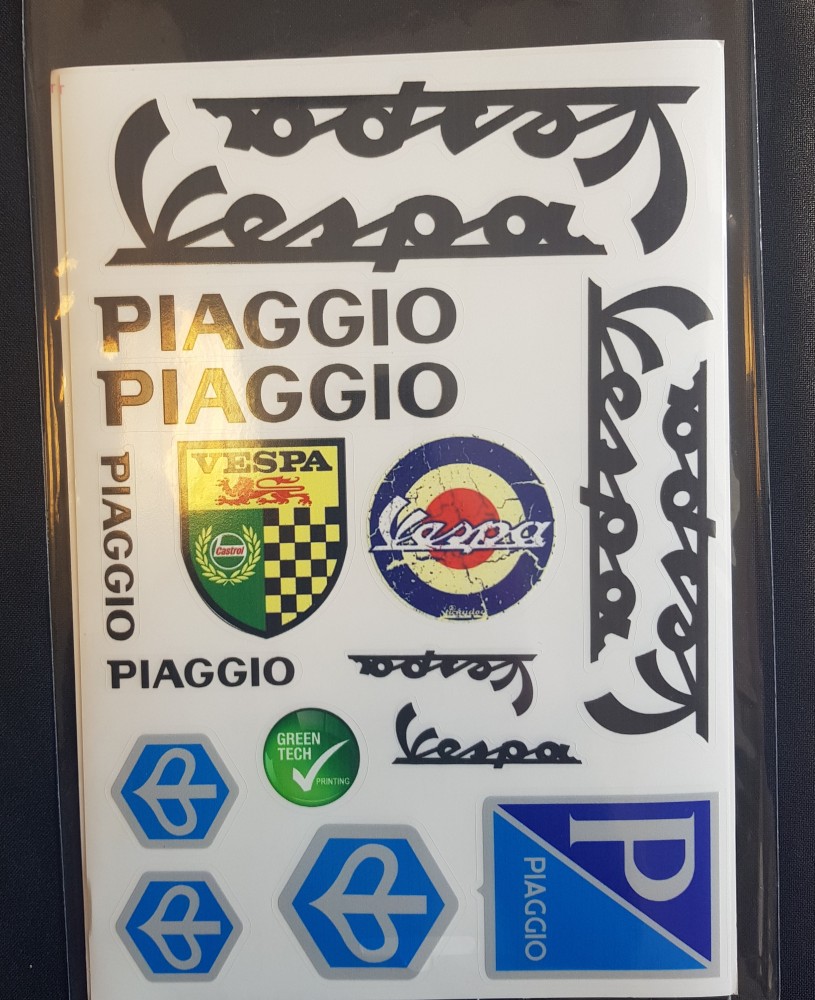 Vespa
Vespa
PIAGGIO
PIAGGIO
Vespa
Vespa
PIAGGIO
VESPA
Castrol
Vespa
PIAGGIO
Vespa
Vespa
GREEN
TECH
PRINTING
P
PIAGGIO